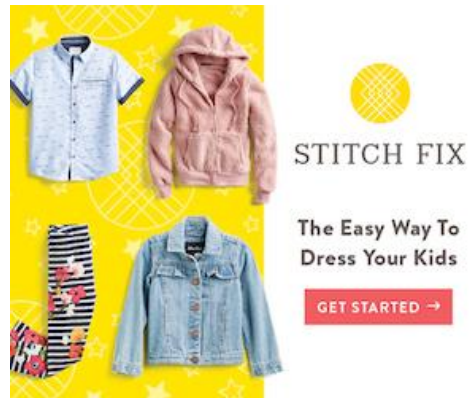 STITCH FIX
The Easy Way To
Dress Your Kids
GET STARTED →